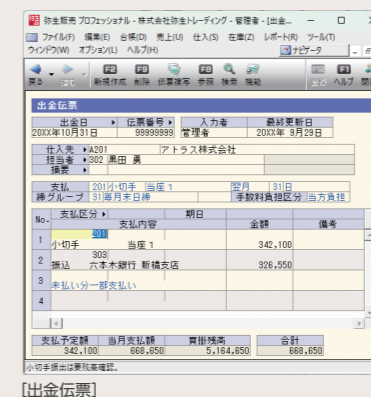 弥生販売 プロフェッショナル - 株式会社弥生トレーディング - 管理者 - [出金...
ファイル(F) 編集(E) 台帳(D) 売上(U) 仕入(S) 在庫(Z) レポート(R) ツール(T)
ウィンドウ(W) オプション(L) ヘルプ(H) ナビゲータ
F2 F3 F5 F8 F1
戻る 新規作成 削除 伝票複写 参照 検索 機能 ヘルプ
出金伝票
出金日 伝票番号 入力者 最終更新日
20XX年10月31日 99999999 管理者 20XX年 9月29日
仕入先 A201 アトラス株式会社
担当者 302 黒田 勇
摘要
支払 201 小切手 当座1 翌月 31日
締グループ 31 毎月末日締 手数料負担区分 当方負担
No. 支払区分 期日
支払内容 金額 備考
1 201
小切手 当座1 342,100
2 303
振込 六本木銀行 新橋支店 326,550
3
未払い分一部支払い
4
支払予定額 当月支払額 買掛残高 合計
342,100 668,650 5,164,650 668,650
小切手振出は要残高確認。
[出金伝票]